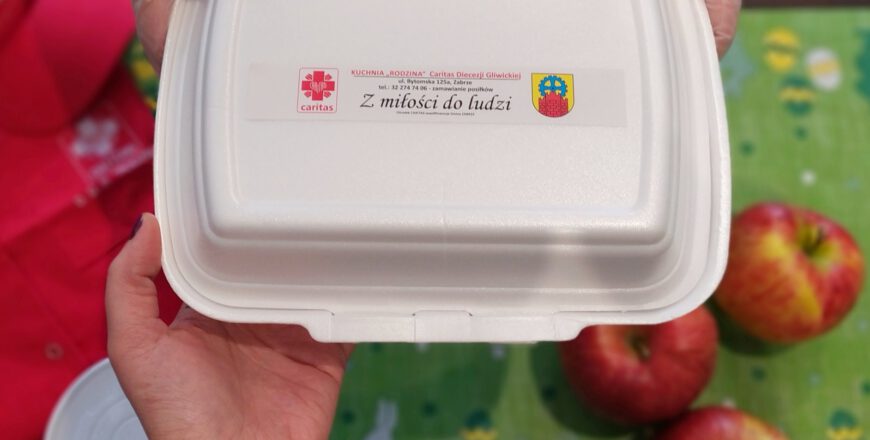 KUCHNIA „RODZINA" Caritas Diecezji Gliwickiej
ul. Bytomska 125a, Zabrze
tel.: 32 274 74 06 - zamawianie posiłków
caritas
Z miłości do ludzi